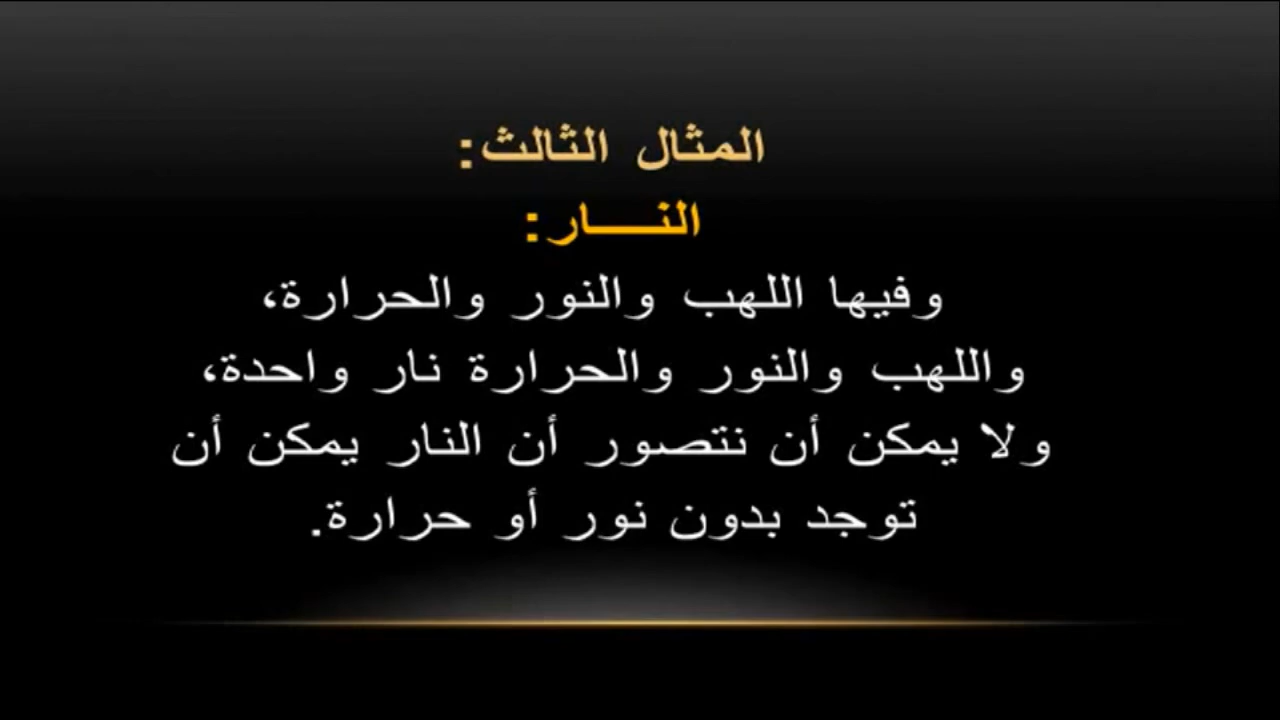 المثال الثالث:
النـــــار:
وفيها اللهب والنور والحرارة،
واللهب والنور والحرارة نار واحدة،
ولا يمكن أن نتصور أن النار يمكن أن
توجد بدون نور أو حرارة.